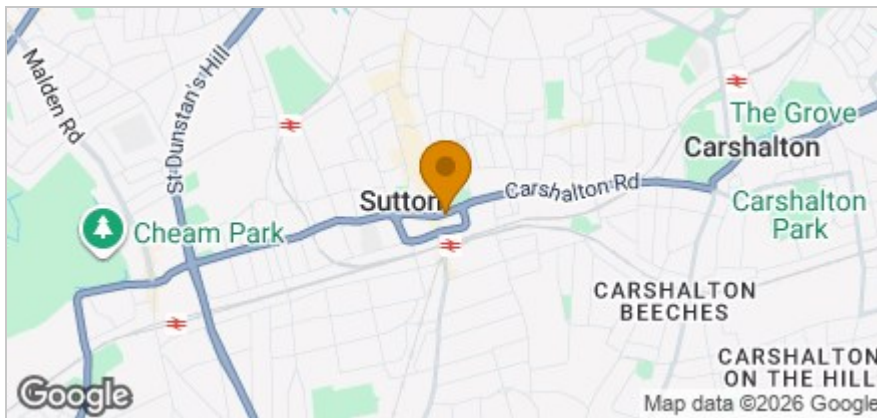 Malden Rd
St Dunstan's Hill
The Grove
Carshalton
Sutton
Carshalton Rd
Carshalton
Park
Cheam Park
CARSHALTON
BEECHES
CARSHALTON
ON THE HILL
Google
Map data ©2026 Google